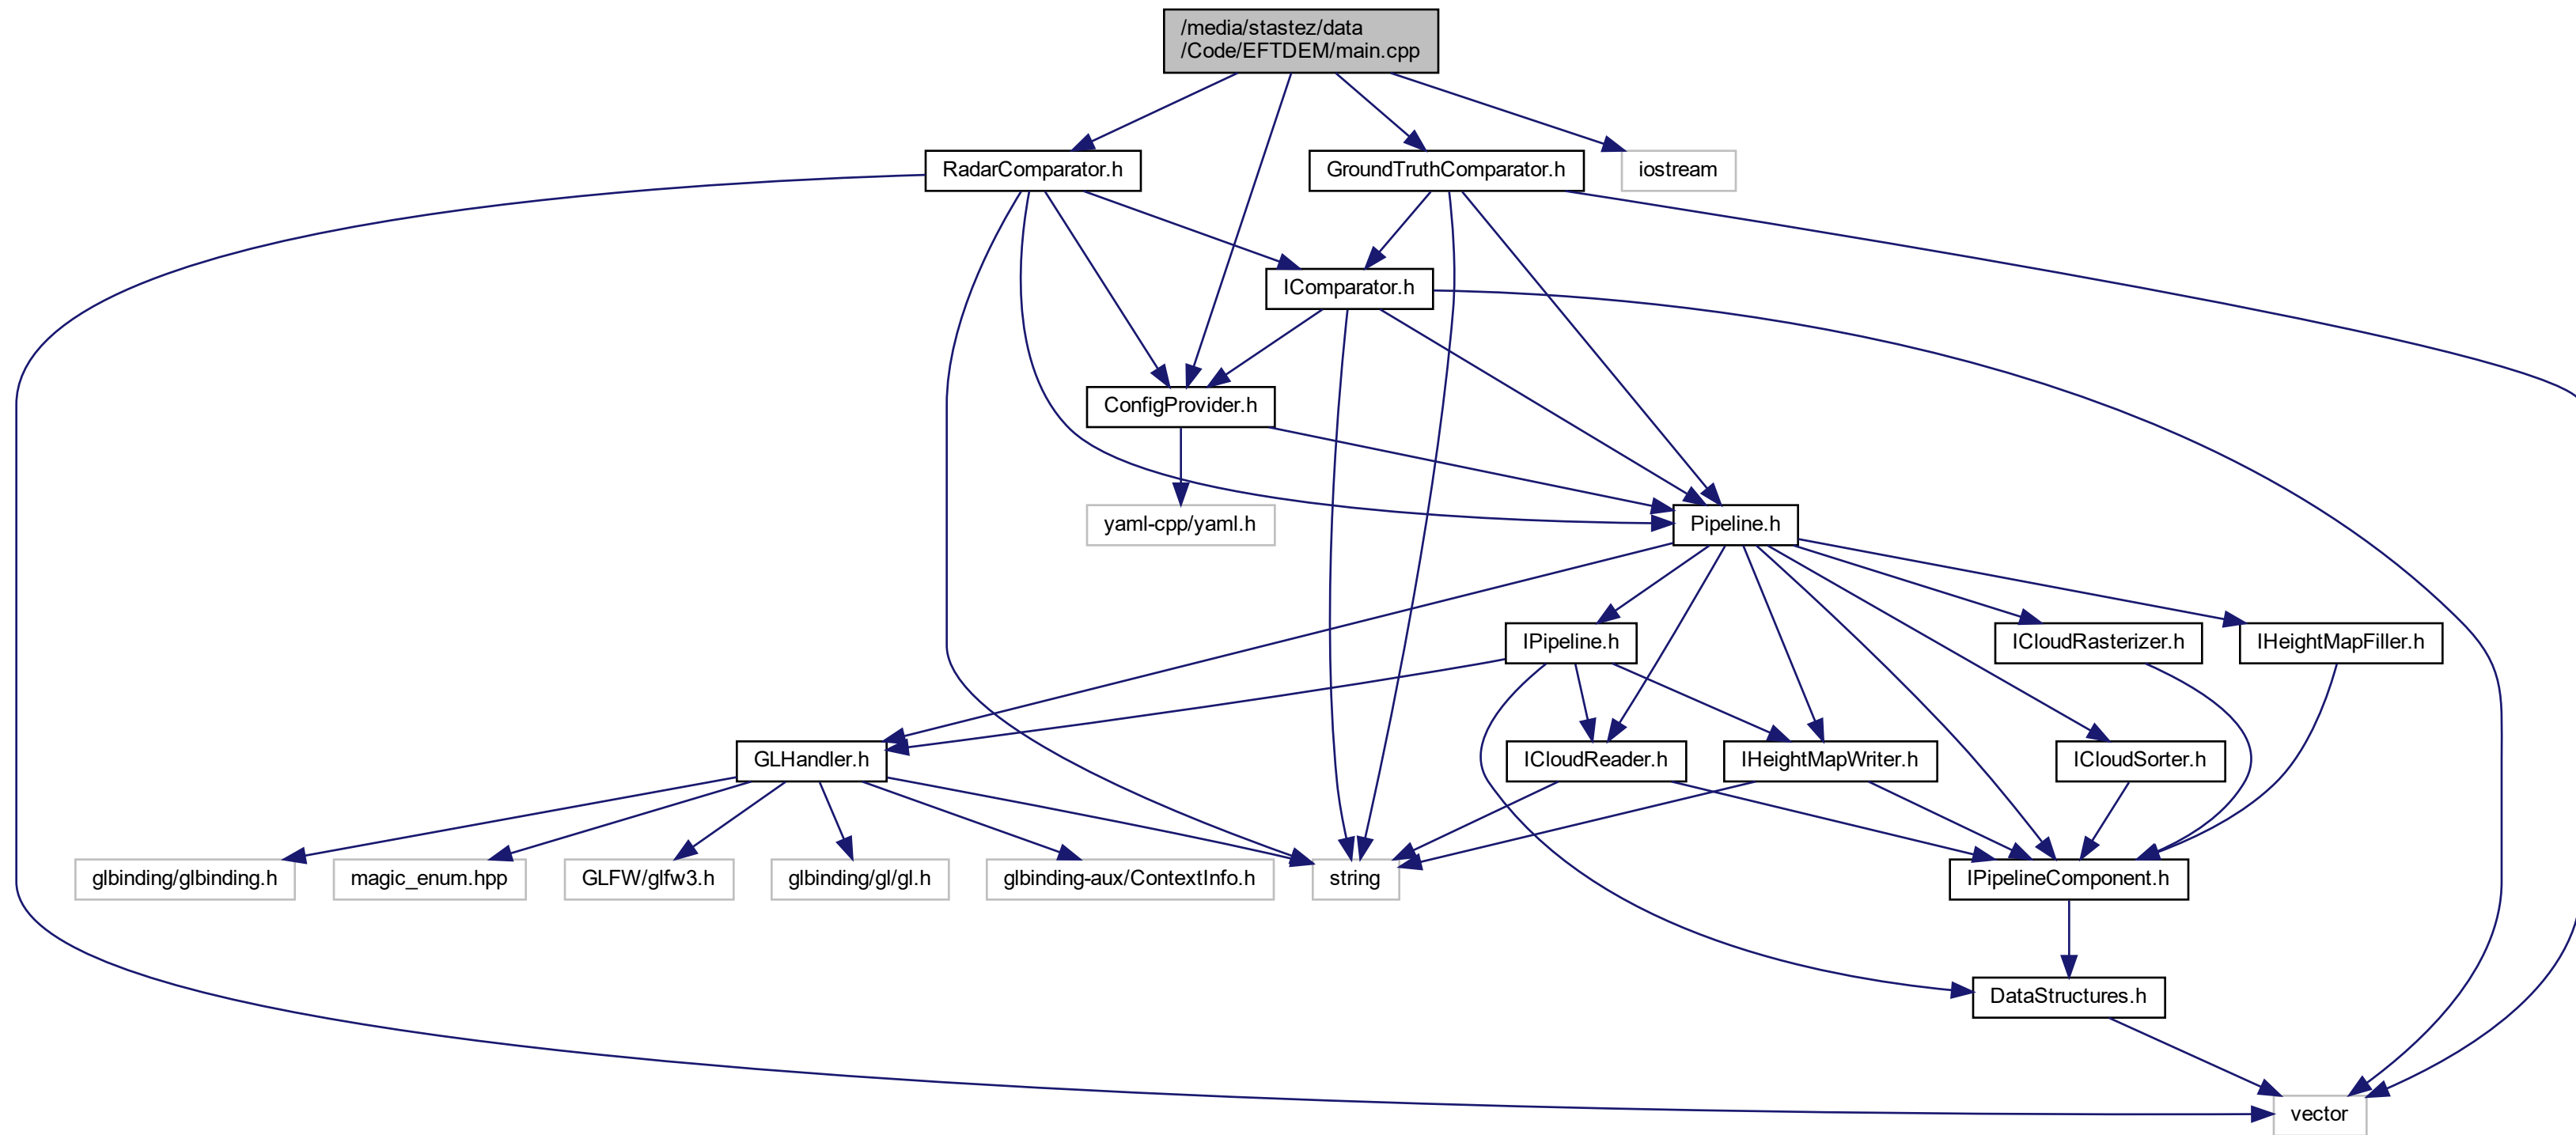 /media/stastez/data
/Code/EFTDEM/main.cpp
RadarComparator.h
GroundTruthComparator.h
iostream
IComparator.h
ConfigProvider.h
yaml-cpp/yaml.h
Pipeline.h
IPipeline.h
ICloudRasterizer.h
IHeightMapFiller.h
GLHandler.h
ICloudReader.h
IHeightMapWriter.h
ICloudSorter.h
glbinding/glbinding.h
magic_enum.hpp
GLFW/glfw3.h
glbinding/gl/gl.h
glbinding-aux/ContextInfo.h
string
IPipelineComponent.h
DataStructures.h
vector